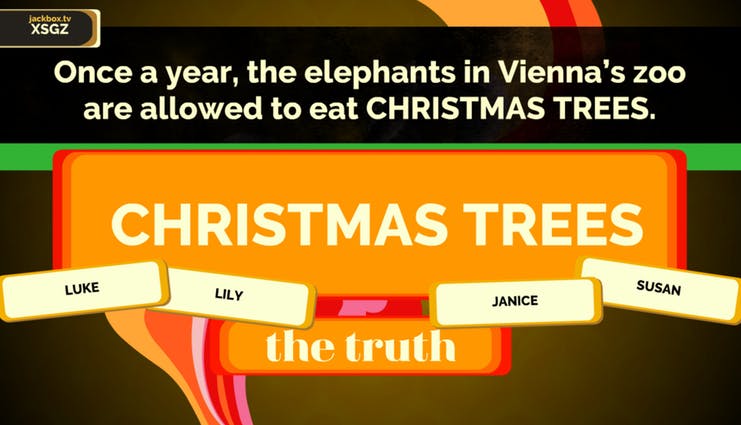 jackbox.tv
XSGZ
Once a year, the elephants in Vienna’s zoo
are allowed to eat CHRISTMAS TREES.
CHRISTMAS TREES
LUKE
LILY
JANICE
SUSAN
the truth